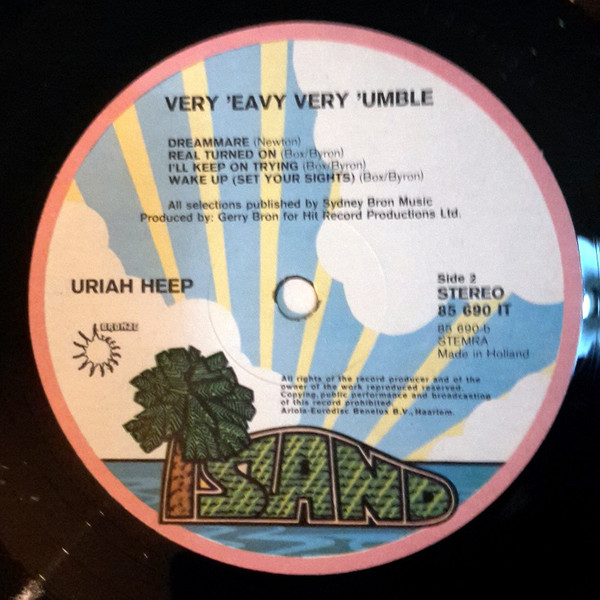 VERY 'EAVY VERY 'UMBLE
DREAMMARE (Newton)
REAL TURNED ON (Box/Byron)
I'LL KEEP ON TRYING (Box/Byron)
WAKE UP (SET YOUR SIGHTS) (Box/Byron)
All selections published by Sydney Bron Music
Produced by: Gerry Bron for Hit Record Productions Ltd.
URIAH HEEP
BRONZE
Side 2
STEREO
85 690 IT
85 690-b
STEMRA
Made in Holland
All rights of the record producer and of the
owner of the work reproduced reserved.
Copying, public performance and broadcasting
of this record prohibited.
Ariola-Eurodisc Benelux B.V., Haarlem.
ISLAND